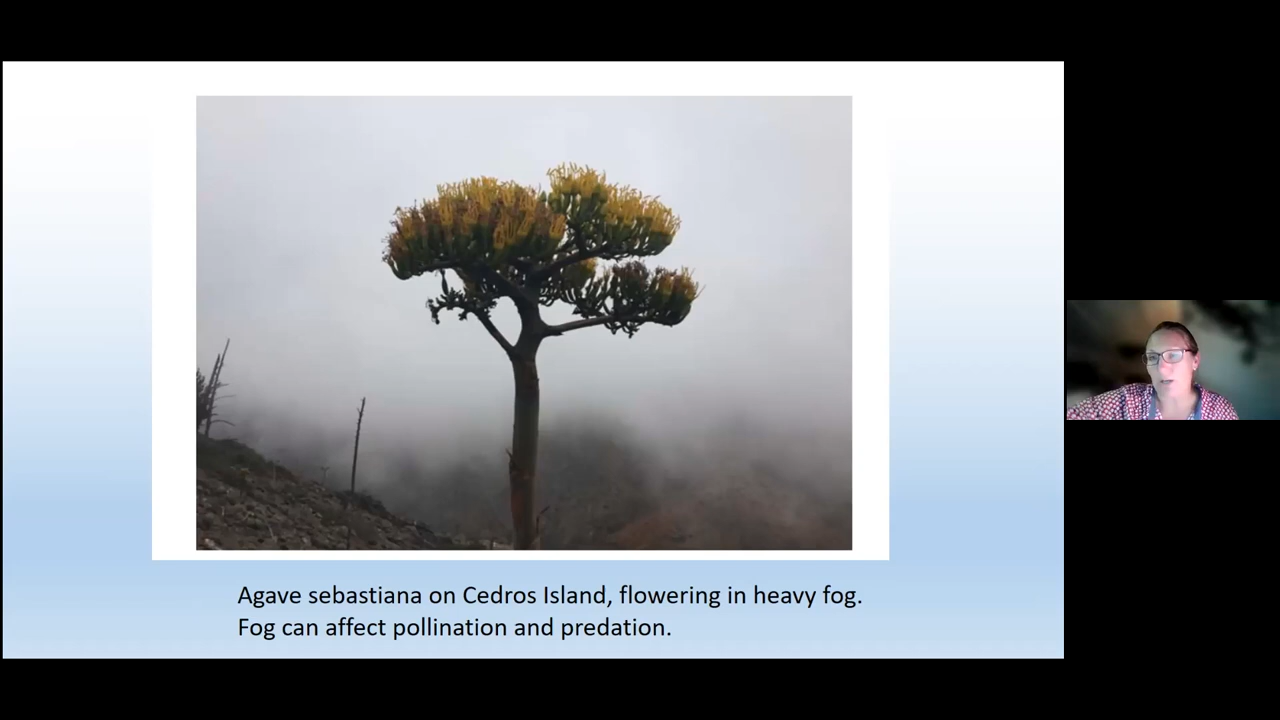 Agave sebastiana on Cedros Island, flowering in heavy fog.
Fog can affect pollination and predation.